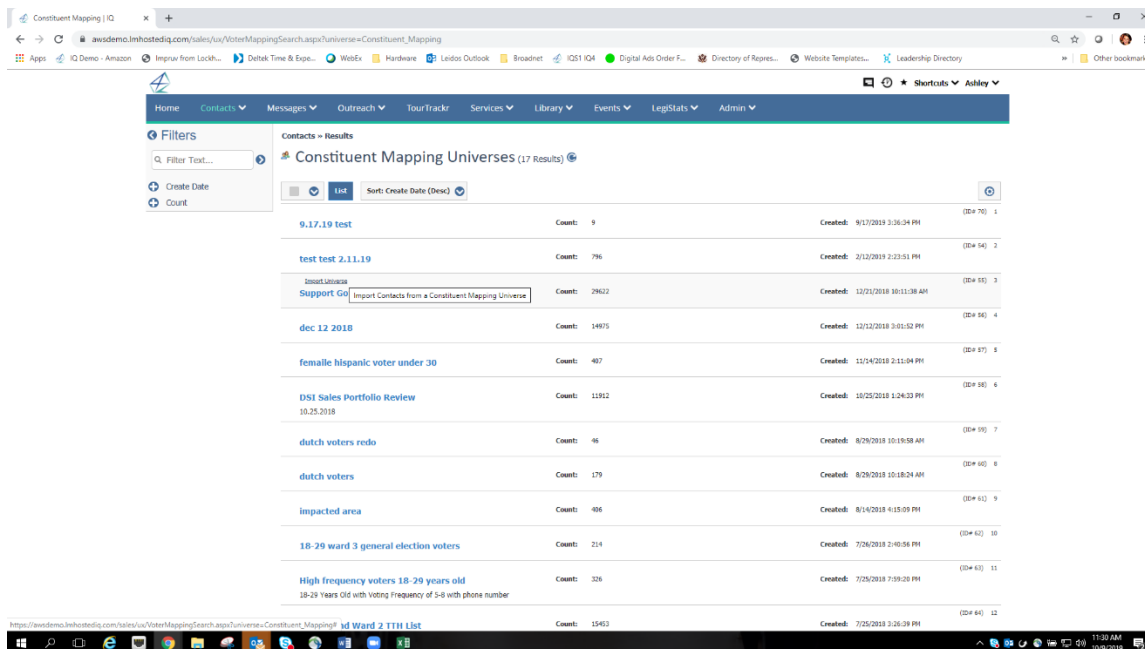 Constituent Mapping | IQ
awsdemo.lmhostediq.com/sales/ux/VoterMappingSearch.aspx?universe=Constituent_Mapping
Apps IQ Demo - Amazon Impruv from Lockh... Deltek Time & Expe... WebEx Hardware Leidos Outlook Broadnet IQS1 IQ4 Digital Ads Order F... Directory of Repres... Website Templates... Leadership Directory Other bookmark
Shortcuts Ashley
Home Contacts Messages Outreach TourTrackr Services Library Events LegiStats Admin
Filters
Filter Text...
Create Date
Count
Contacts » Results
Constituent Mapping Universes (17 Results)
List Sort: Create Date (Desc)
(ID# 70) 1
9.17.19 test Count: 9 Created: 9/17/2019 3:36:34 PM
(ID# 54) 2
test test 2.11.19 Count: 796 Created: 2/12/2019 2:23:51 PM
(ID# 55) 3
Import Universe
Support Go Count: 29622 Created: 12/21/2018 10:11:38 AM
Import Contacts from a Constituent Mapping Universe
(ID# 56) 4
dec 12 2018 Count: 14975 Created: 12/12/2018 3:01:52 PM
(ID# 57) 5
femaile hispanic voter under 30 Count: 407 Created: 11/14/2018 2:11:04 PM
(ID# 58) 6
DSI Sales Portfolio Review Count: 11912 Created: 10/25/2018 1:24:33 PM
10.25.2018
(ID# 59) 7
dutch voters redo Count: 46 Created: 8/29/2018 10:19:58 AM
(ID# 60) 8
dutch voters Count: 179 Created: 8/29/2018 10:18:24 AM
(ID# 61) 9
impacted area Count: 406 Created: 8/14/2018 4:15:09 PM
(ID# 62) 10
18-29 ward 3 general election voters Count: 214 Created: 7/26/2018 2:40:56 PM
(ID# 63) 11
High frequency voters 18-29 years old Count: 326 Created: 7/25/2018 7:59:20 PM
18-29 Years Old with Voting Frequency of 5-8 with phone number
(ID# 64) 12
https://awsdemo.lmhostediq.com/sales/ux/VoterMappingSearch.aspx?universe=Constituent_Mapping# Ward 2 TTH List Count: 15453 Created: 7/25/2018 3:26:39 PM
11:30 AM
10/9/2019